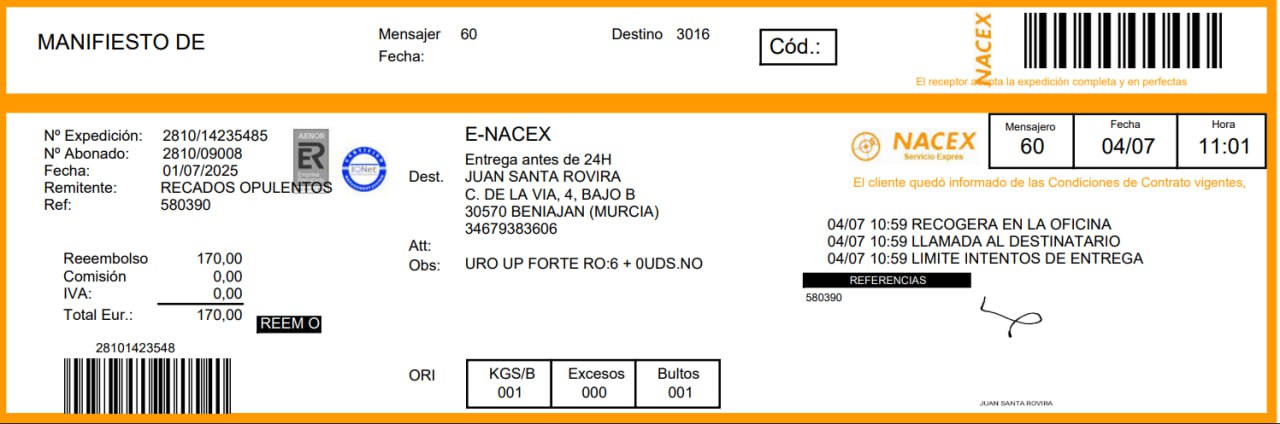 MANIFIESTO DE
Mensajer 60
Fecha:
Destino 3016
Cód.:
NACEX
El receptor acepta la expedición completa y en perfectas
Nº Expedición: 2810/14235485
Nº Abonado: 2810/09008
Fecha: 01/07/2025
Remitente: RECADOS OPULENTOS
Ref: 580390
AENOR
ER
Empresa
CERTIFIED
IQNet
MANAGEMENT SYSTEM
Reeembolso 170,00
Comisión 0,00
IVA: 0,00
Total Eur.: 170,00
REEM O
28101423548
E-NACEX
Entrega antes de 24H
Dest. JUAN SANTA ROVIRA
C. DE LA VIA, 4, BAJO B
30570 BENIAJAN (MURCIA)
34679383606
Att:
Obs: URO UP FORTE RO:6 + 0UDS.NO
ORI
KGS/B Excesos Bultos
001 000 001
NACEX
Servicio Expres
Mensajero Fecha Hora
60 04/07 11:01
El cliente quedó informado de las Condiciones de Contrato vigentes,
04/07 10:59 RECOGERA EN LA OFICINA
04/07 10:59 LLAMADA AL DESTINATARIO
04/07 10:59 LIMITE INTENTOS DE ENTREGA
REFERENCIAS
580390
JUAN SANTA ROVIRA